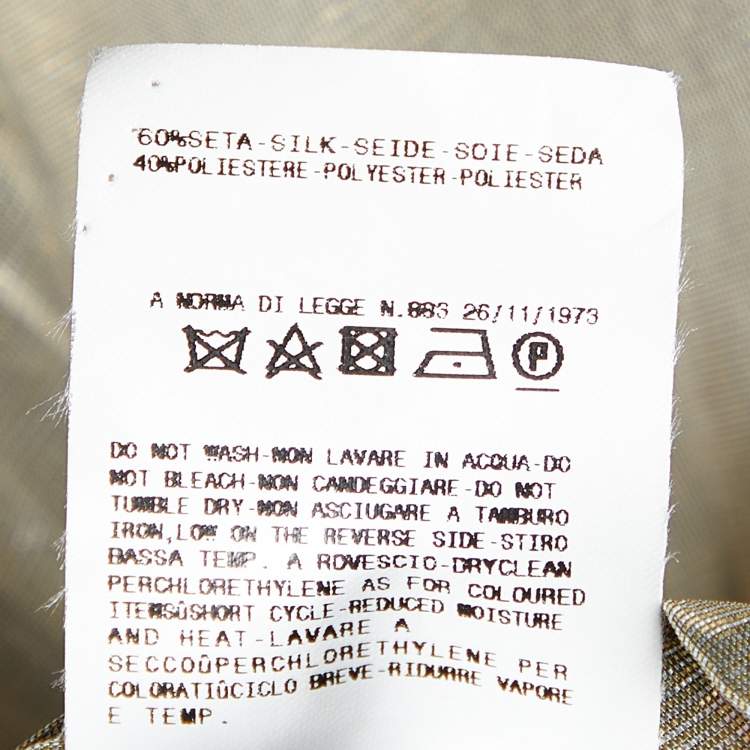 60%SETA-SILK-SEIDE-SOIE-SEDA
40%POLIESTERE-POLYESTER-POLIESTER
A NORMA DI LEGGE N.883 26/11/1973
P
DO NOT WASH-NON LAVARE IN ACQUA-DO
NOT BLEACH-NON CANDEGGIARE-DO NOT
TUMBLE DRY-NON ASCIUGARE A TAMBURO
IRON,LOW ON THE REVERSE SIDE-STIRO
BASSA TEMP. A ROVESCIO-DRYCLEAN
PERCHLORETHYLENE AS FOR COLOURED
ITEMSûSHORT CYCLE-REDUCED MOISTURE
AND HEAT-LAVARE A
SECCOûPERCHLORETHYLENE PER
COLORATIûCICLO BREVE-RIDURRE VAPORE
E TEMP.